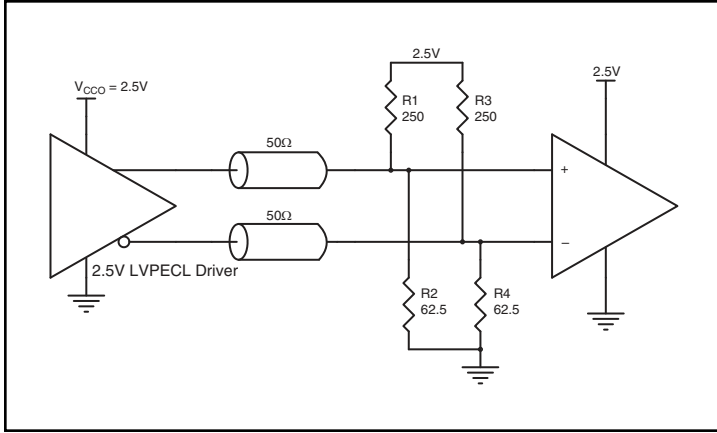 2.5V
V_CCO = 2.5V
2.5V
R1
250
R3
250
50Ω
+
50Ω
−
2.5V LVPECL Driver
R2
62.5
R4
62.5